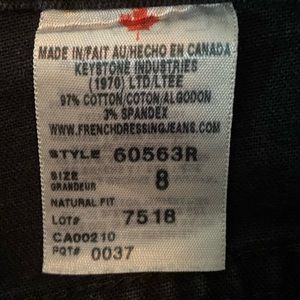 MADE IN/FAIT AU/HECHO EN CANADA
KEYSTONE INDUSTRIES
(1970) LTD/LTEE
97% COTTON/COTON/ALGODON
3% SPANDEX
WWW.FRENCHDRESSINGJEANS.COM
STYLE 60563R
SIZE
GRANDEUR 8
NATURAL FIT
LOT# 7518
CA00210
PQT# 0037